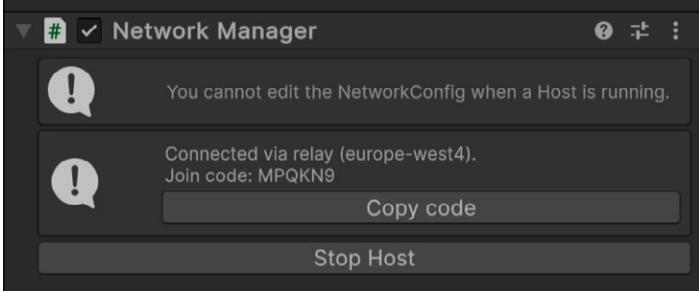 Network Manager
You cannot edit the NetworkConfig when a Host is running.
Connected via relay (europe-west4).
Join code: MPQKN9
Copy code
Stop Host